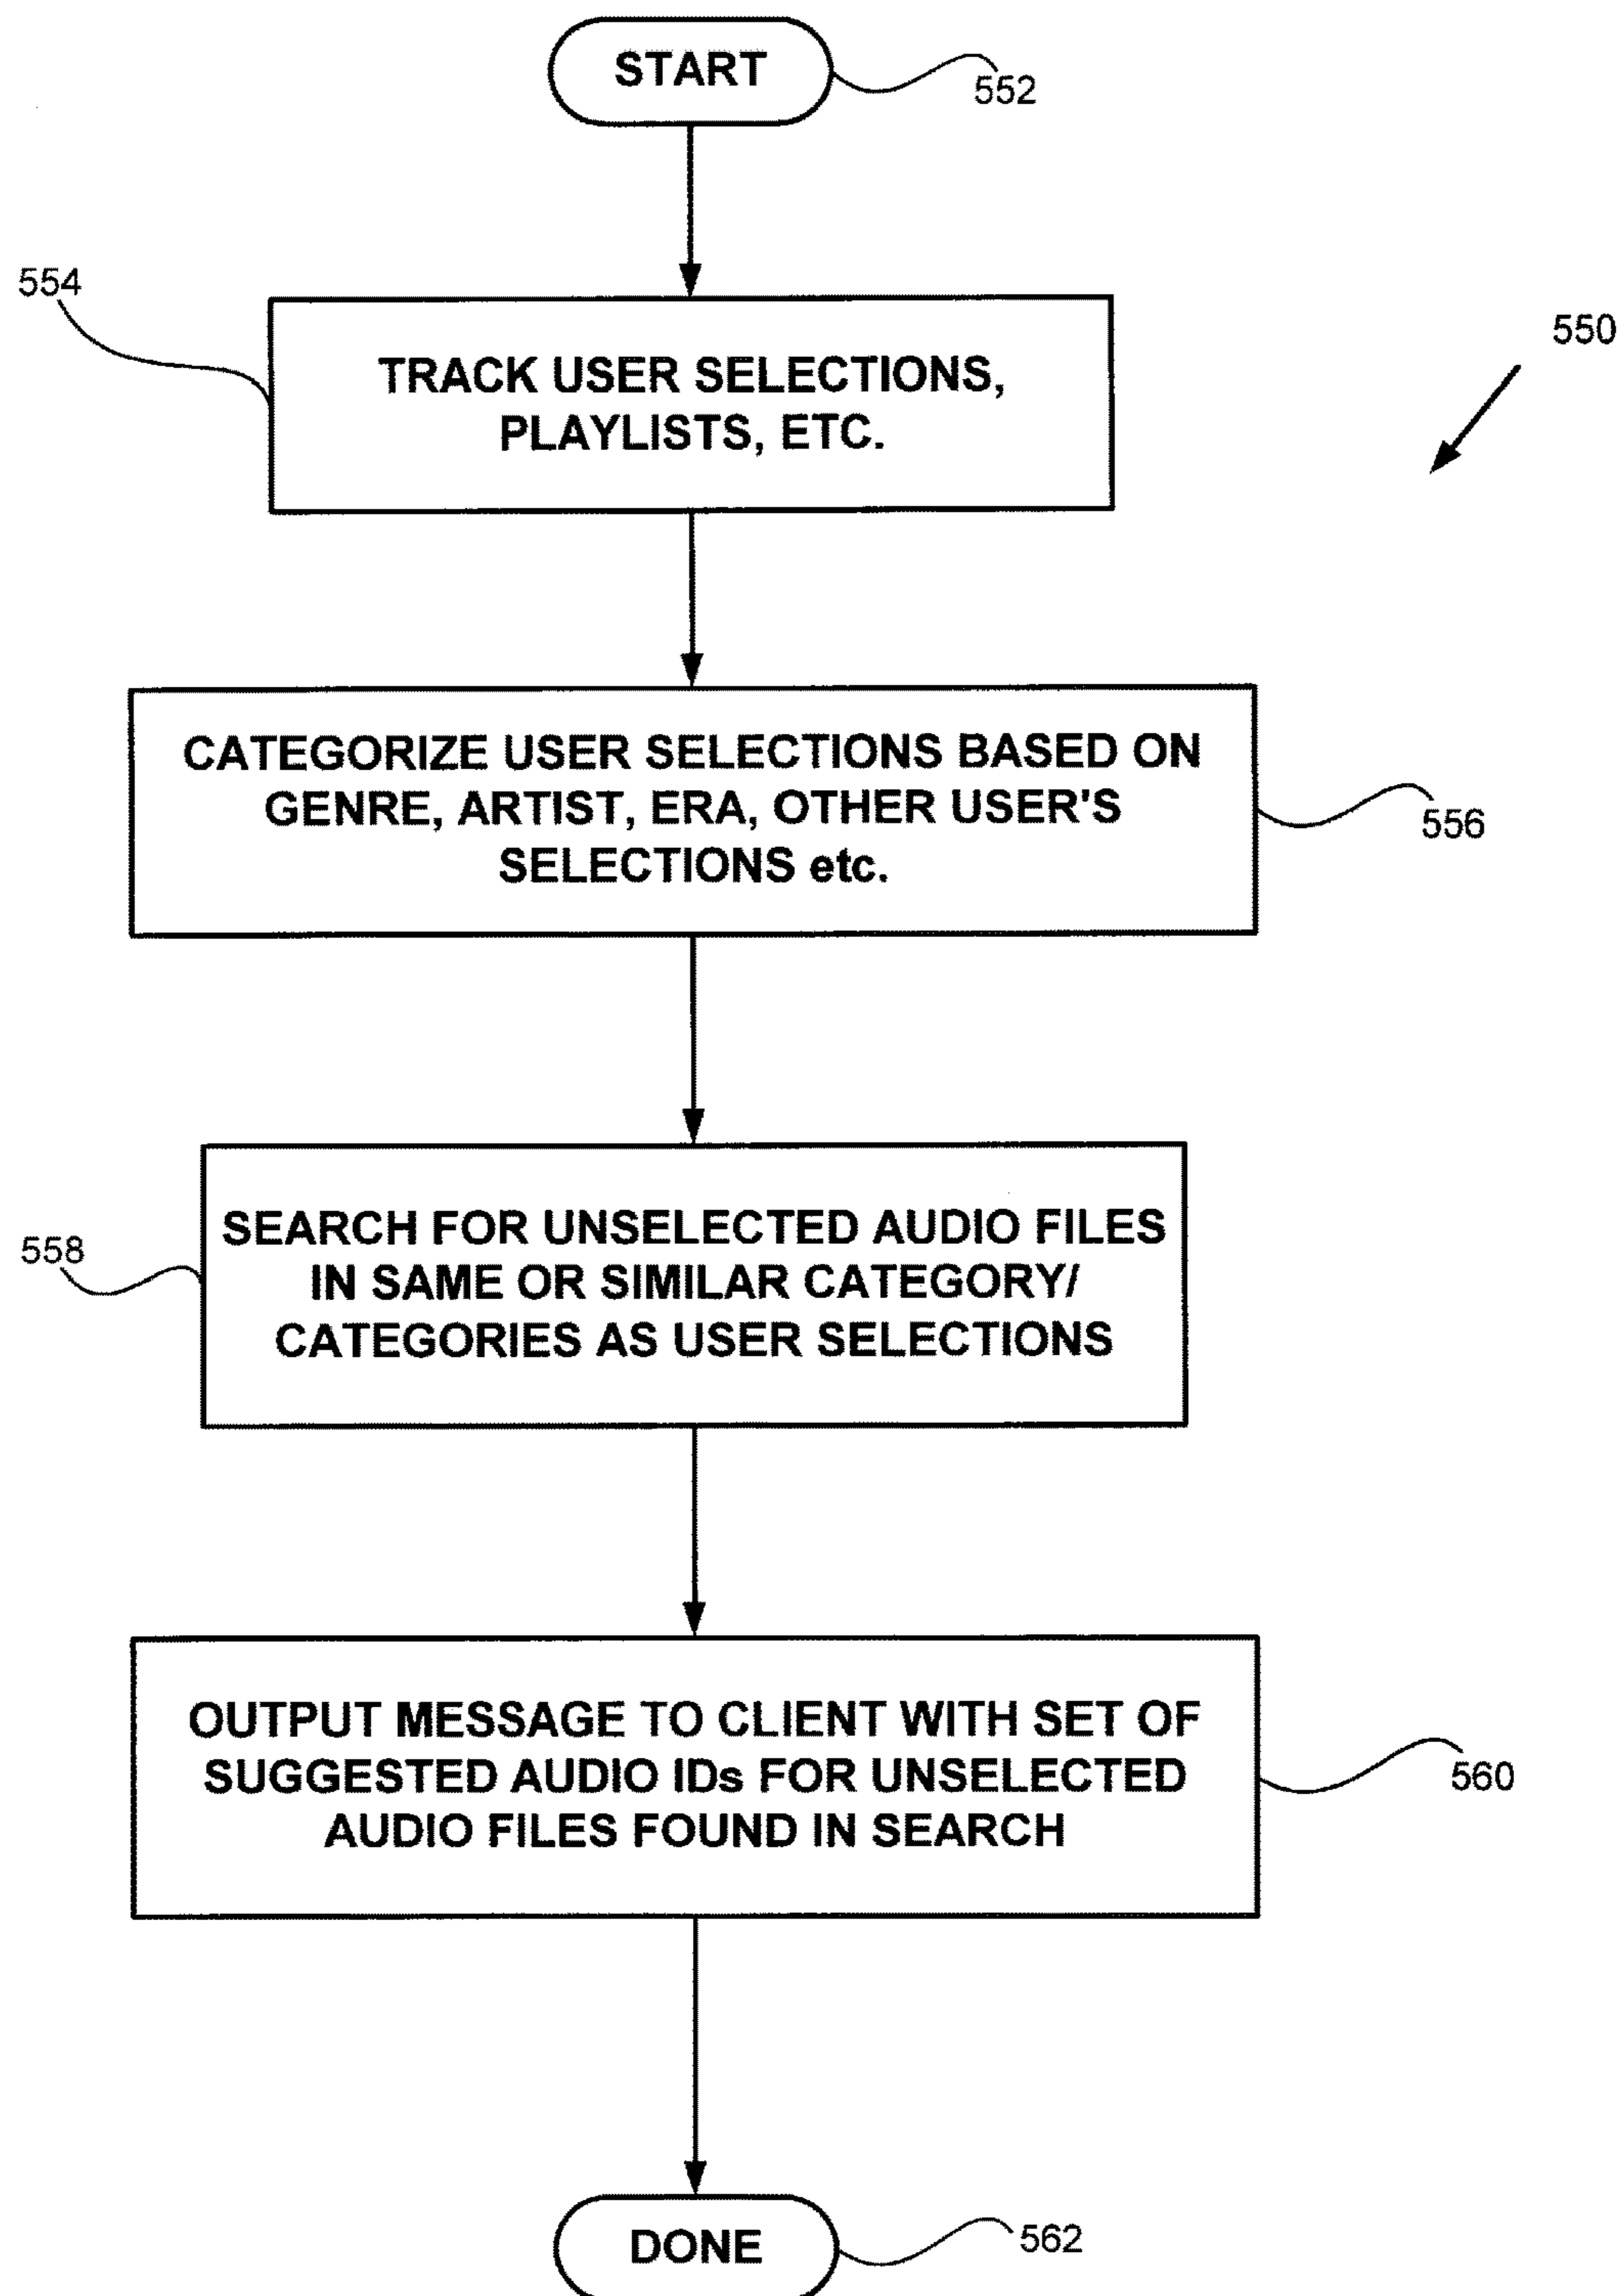 START
552
554
550
TRACK USER SELECTIONS,
PLAYLISTS, ETC.
CATEGORIZE USER SELECTIONS BASED ON
GENRE, ARTIST, ERA, OTHER USER'S
SELECTIONS etc.
556
558
SEARCH FOR UNSELECTED AUDIO FILES
IN SAME OR SIMILAR CATEGORY/
CATEGORIES AS USER SELECTIONS
OUTPUT MESSAGE TO CLIENT WITH SET OF
SUGGESTED AUDIO IDs FOR UNSELECTED
AUDIO FILES FOUND IN SEARCH
560
DONE
562